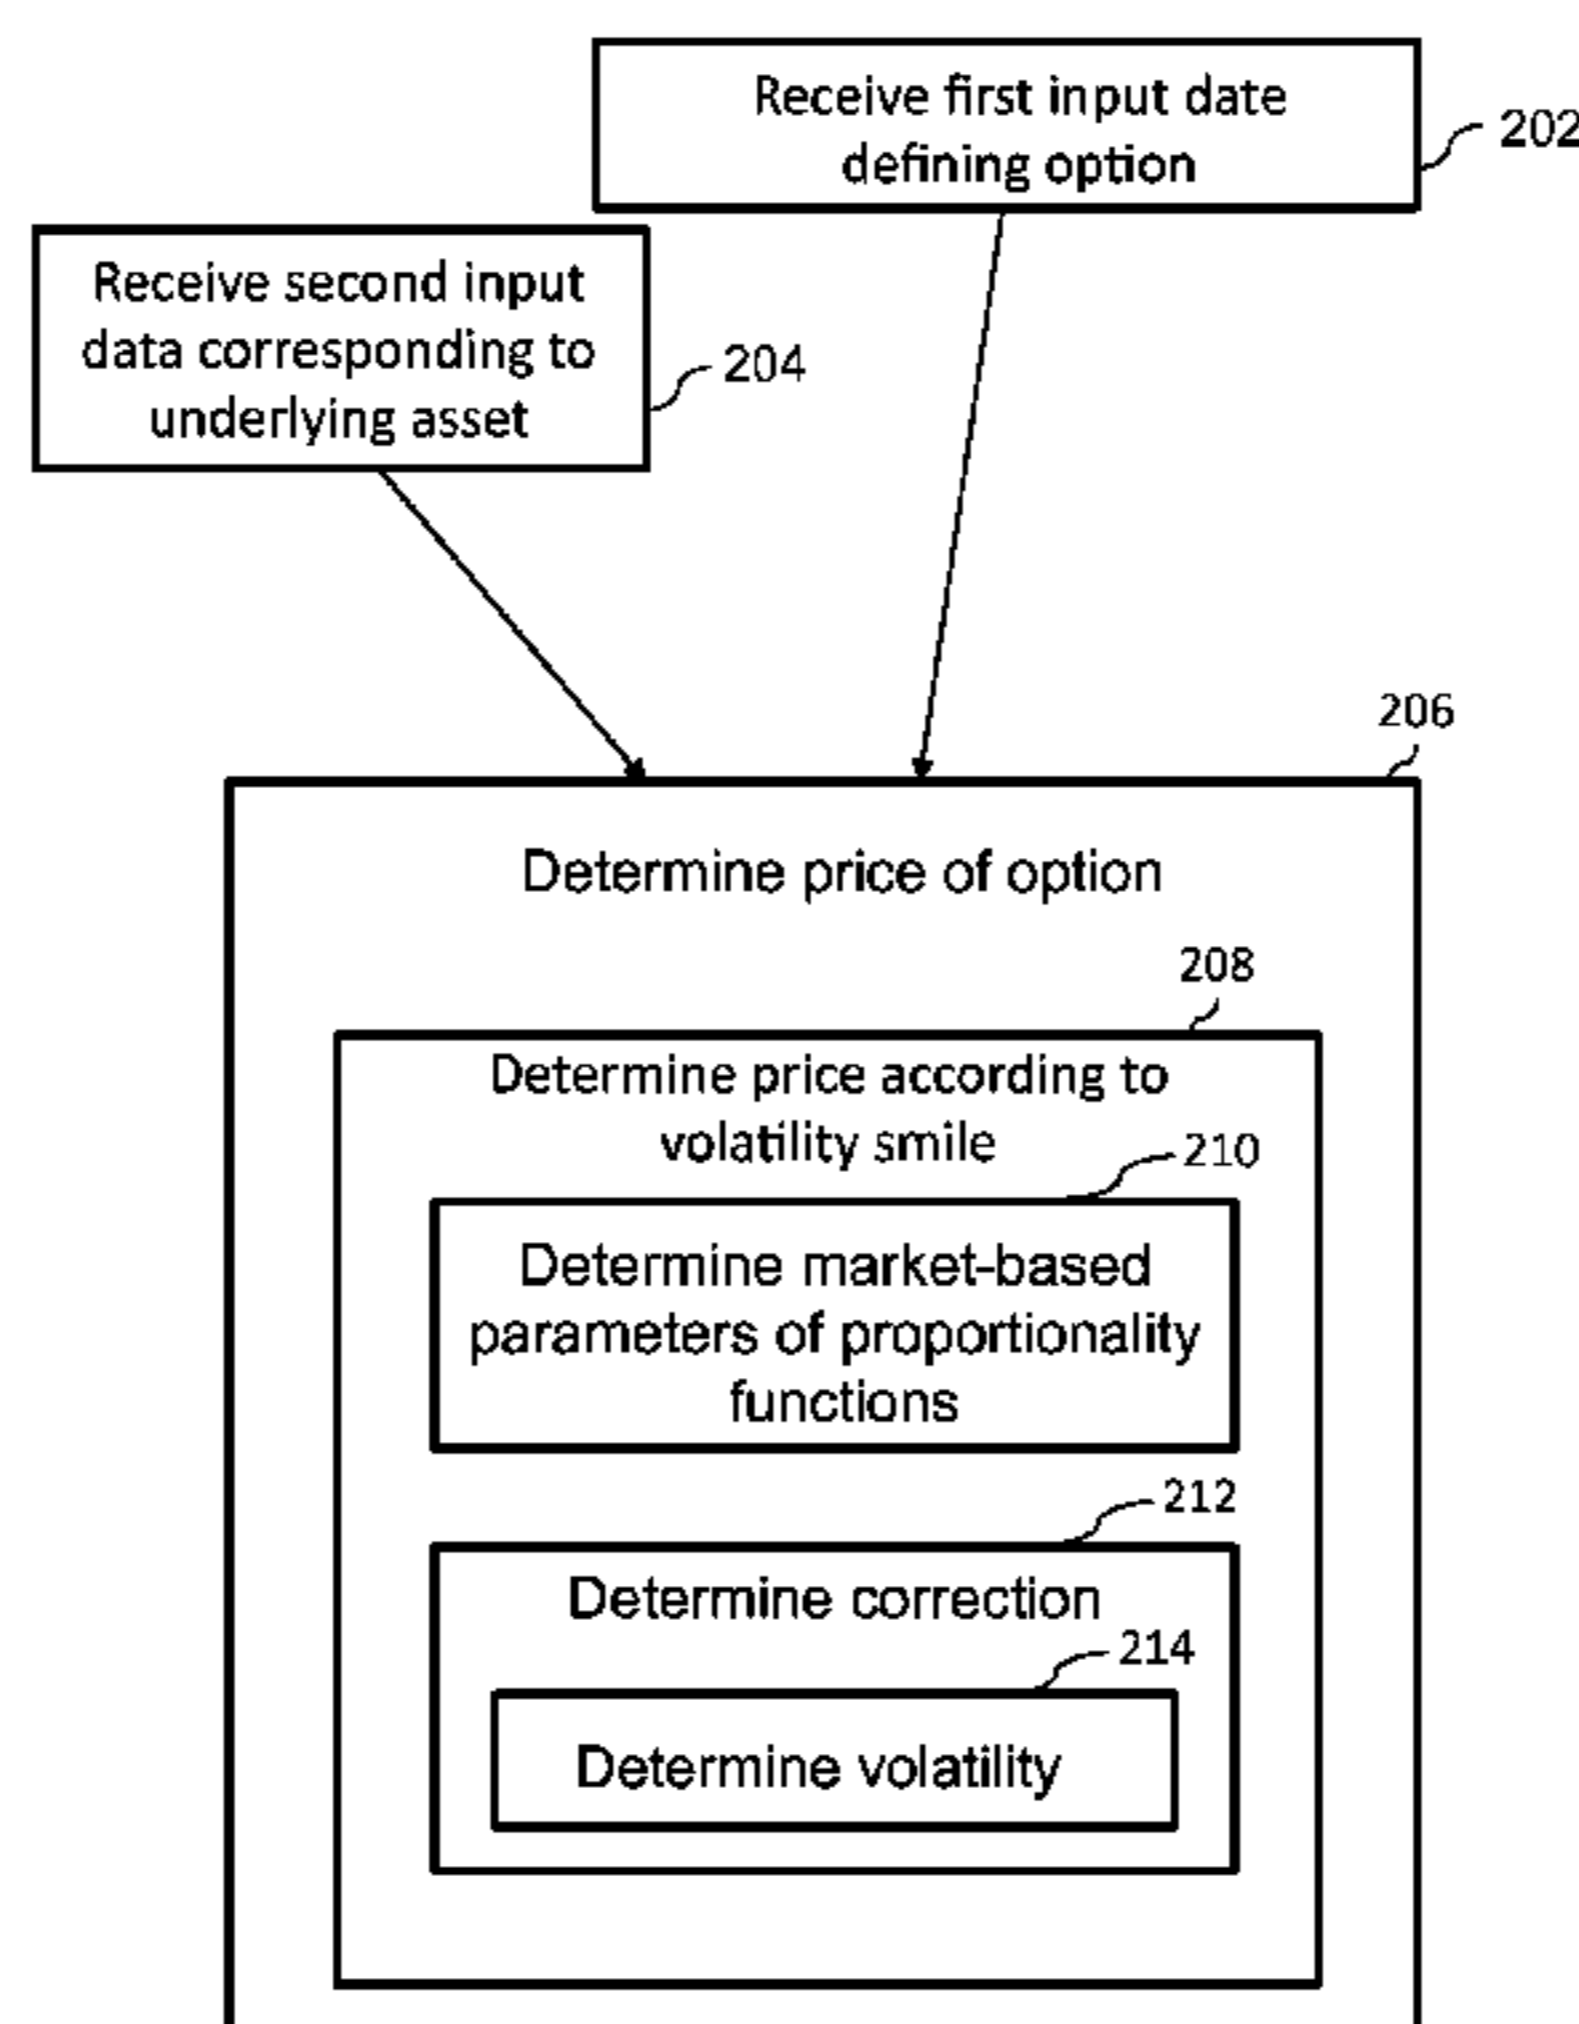 Receive first input date
defining option
202
Receive second input
data corresponding to
underlying asset
204
206
Determine price of option
208
Determine price according to
volatility smile
210
Determine market-based
parameters of proportionality
functions
212
Determine correction
214
Determine volatility